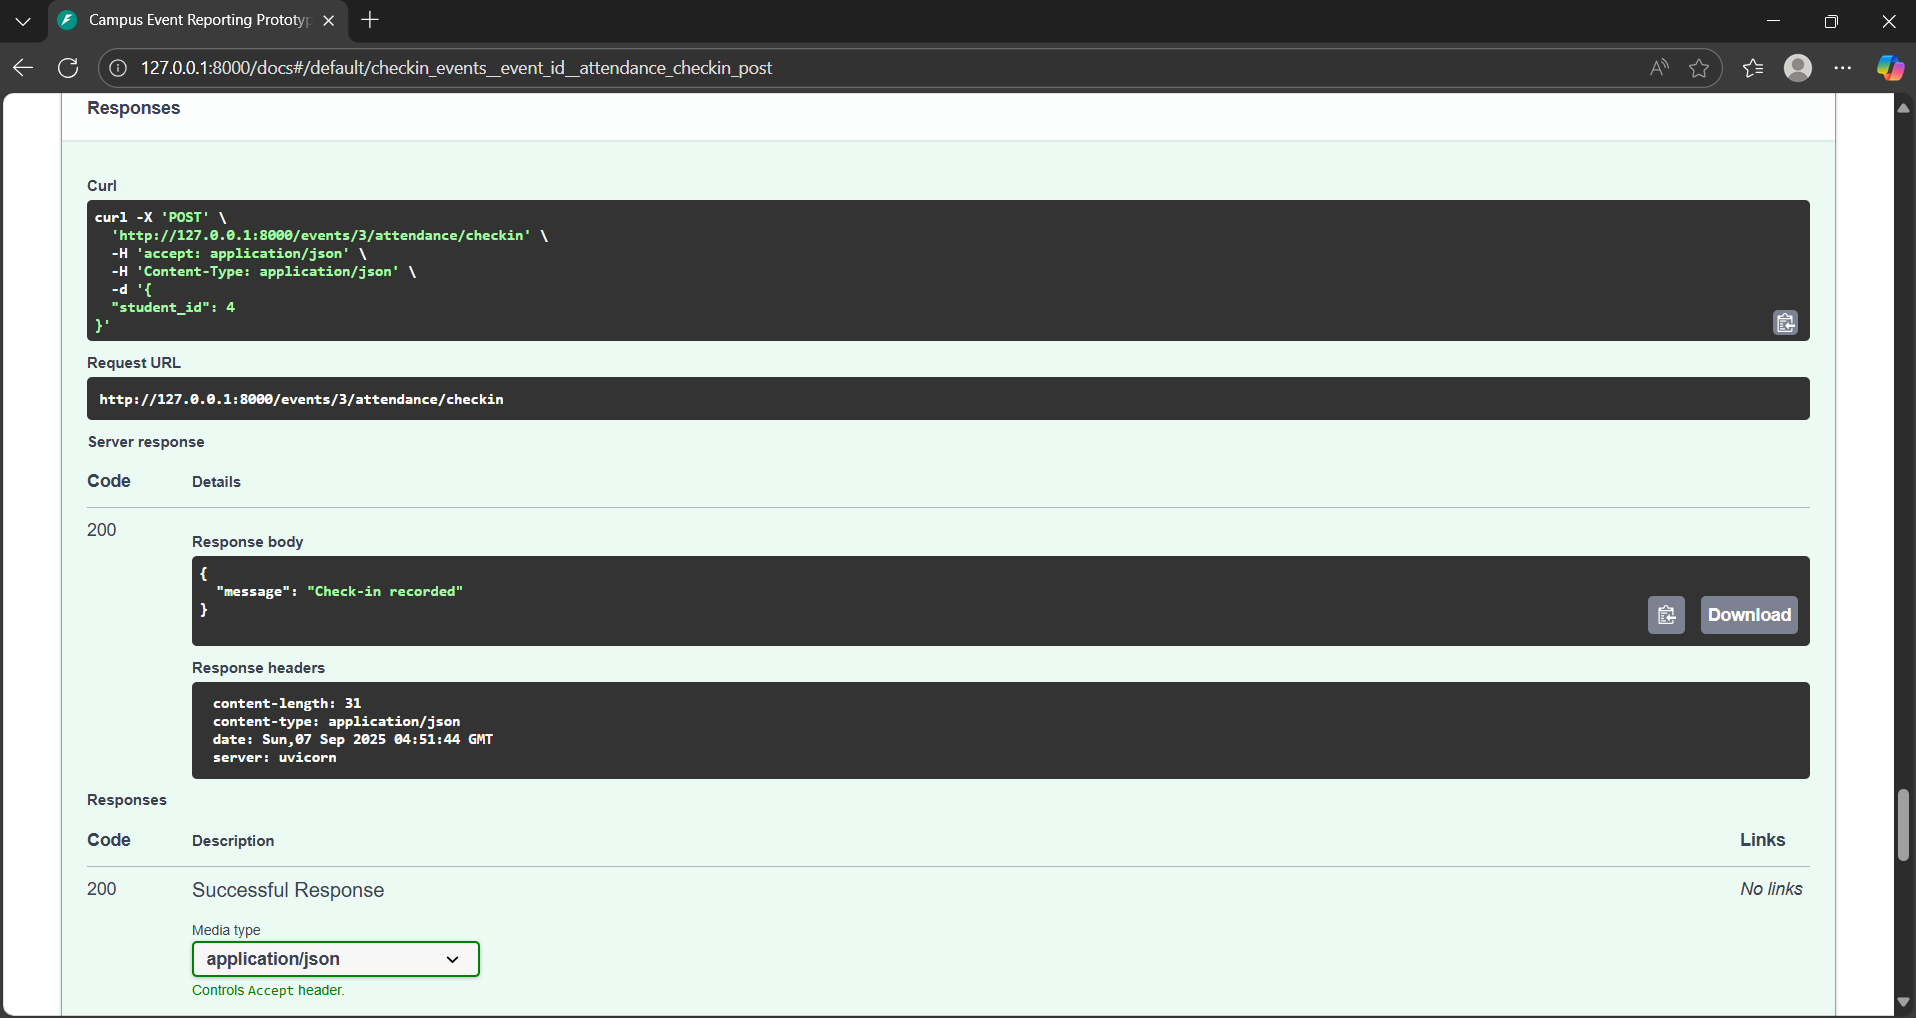 Campus Event Reporting Prototyp
127.0.0.1:8000/docs#/default/checkin_events__event_id__attendance_checkin_post
Responses
Curl
curl -X 'POST' \
'http://127.0.0.1:8000/events/3/attendance/checkin' \
-H 'accept: application/json' \
-H 'Content-Type: application/json' \
-d '{
"student_id": 4
}'
Request URL
http://127.0.0.1:8000/events/3/attendance/checkin
Server response
Code Details
200
Response body
{
"message": "Check-in recorded"
}
Download
Response headers
content-length: 31
content-type: application/json
date: Sun,07 Sep 2025 04:51:44 GMT
server: uvicorn
Responses
Code Description Links
200 Successful Response No links
Media type
application/json
Controls Accept header.